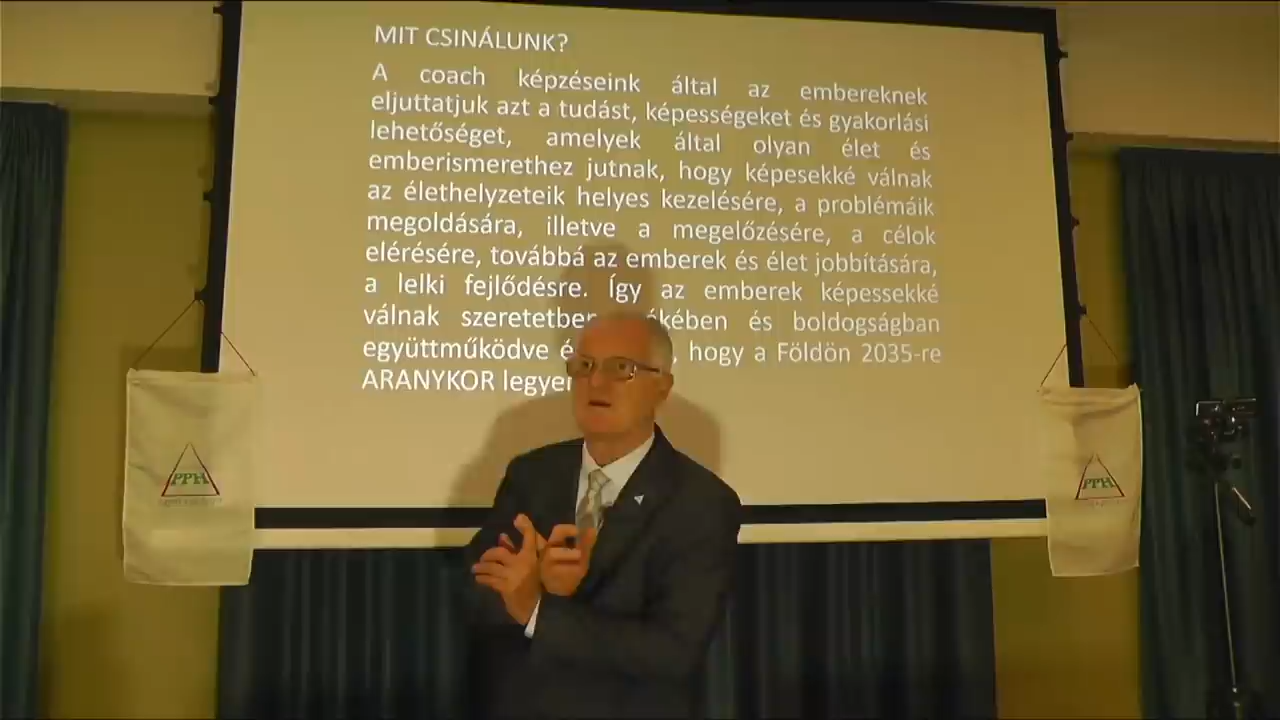 MIT CSINÁLUNK?
A coach képzéseink által az embereknek
eljuttatjuk azt a tudást, képességeket és gyakorlási
lehetőséget, amelyek által olyan élet és
emberismerethez jutnak, hogy képesekké válnak
az élethelyzeteik helyes kezelésére, a problémáik
megoldására, illetve a megelőzésére, a célok
elérésére, továbbá az emberek és élet jobbítására,
a lelki fejlődésre. Így az emberek képessekké
válnak és boldogságban
együttműködve hogy a Földön 2035-re
ARANYKOR
PPH
PPH